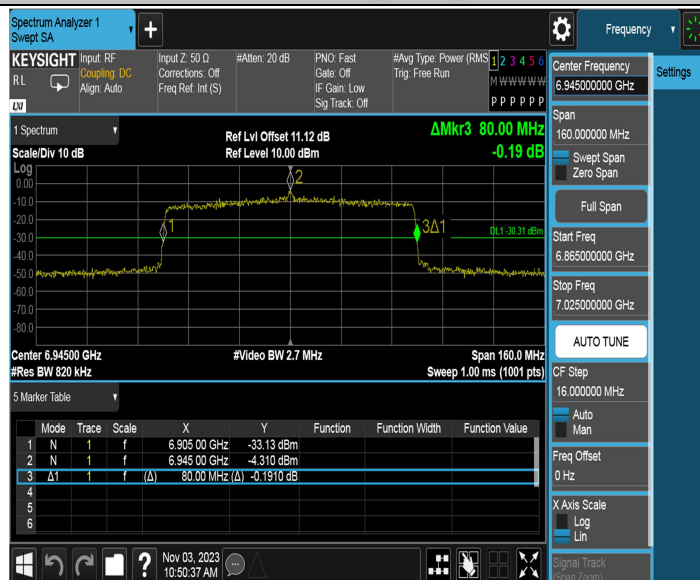 Spectrum Analyzer 1
Swept SA
+
Frequency
KEYSIGHT
RL
LXI
Input: RF
Coupling: DC
Align: Auto
Input Z: 50 Ω
Corrections: Off
Freq Ref: Int (S)
#Atten: 20 dB
PNO: Fast
Gate: Off
IF Gain: Low
Sig Track: Off
#Avg Type: Power (RMS
Trig: Free Run
1 2 3 4 5 6
M W W W W W
P P P P P P
1 Spectrum
Scale/Div 10 dB
Ref Lvl Offset 11.12 dB
Ref Level 10.00 dBm
ΔMkr3 80.00 MHz
-0.19 dB
Log
0.00
-10.0
-20.0
-30.0
-40.0
-50.0
-60.0
-70.0
-80.0
2
1
3Δ1
DL1 -30.31 dBm
Center 6.94500 GHz
#Res BW 820 kHz
#Video BW 2.7 MHz
Span 160.0 MHz
Sweep 1.00 ms (1001 pts)
5 Marker Table
Mode Trace Scale X Y Function Function Width Function Value
1 N 1 f 6.905 00 GHz -33.13 dBm
2 N 1 f 6.945 00 GHz -4.310 dBm
3 Δ1 1 f (Δ) 80.00 MHz (Δ) -0.1910 dB
4
5
6
?
Nov 03, 2023
10:50:37 AM
Center Frequency
6.945000000 GHz
Span
160.000000 MHz
Swept Span
Zero Span
Full Span
Start Freq
6.865000000 GHz
Stop Freq
7.025000000 GHz
AUTO TUNE
CF Step
16.000000 MHz
Auto
Man
Freq Offset
0 Hz
X Axis Scale
Log
Lin
Signal Track
(Span Zoom)
Settings